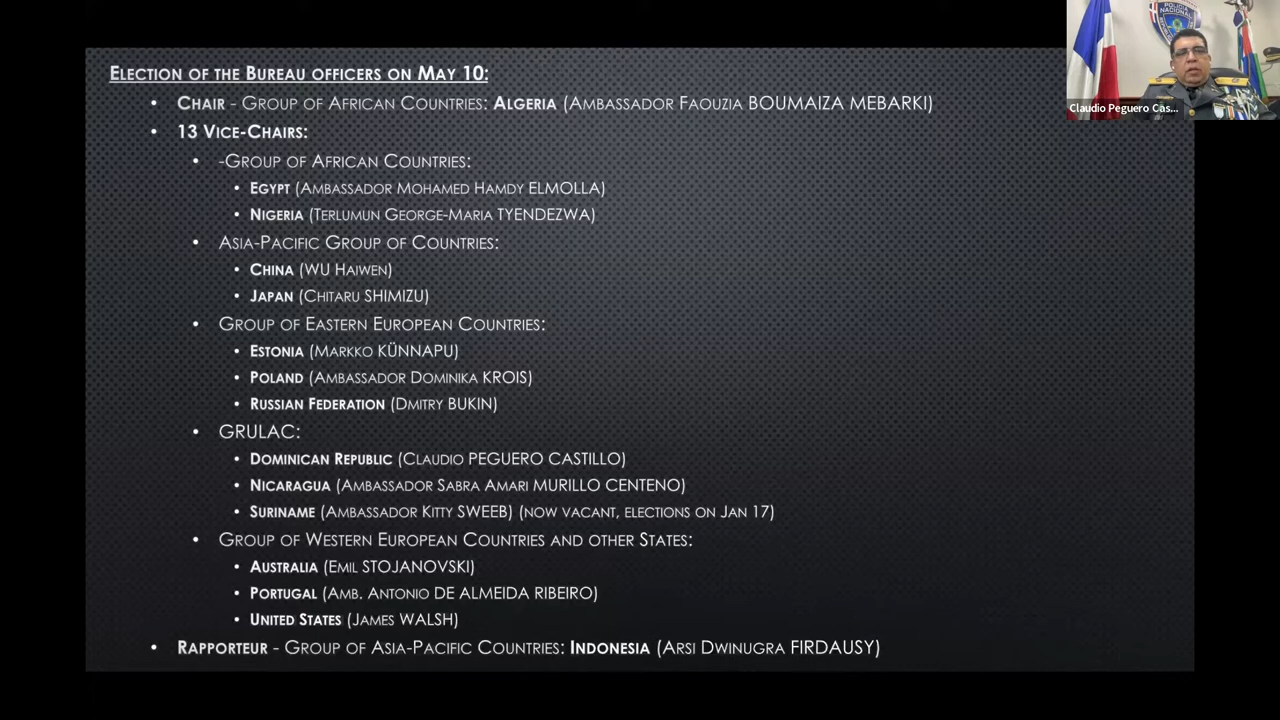 POLICÍA NACIONAL
Claudio Peguero Cas...
ELECTION OF THE BUREAU OFFICERS ON MAY 10:
• CHAIR - GROUP OF AFRICAN COUNTRIES: ALGERIA (AMBASSADOR FAOUZIA BOUMAIZA MEBARKI)
• 13 VICE-CHAIRS:
• -GROUP OF AFRICAN COUNTRIES:
• EGYPT (AMBASSADOR MOHAMED HAMDY ELMOLLA)
• NIGERIA (TERLUMUN GEORGE-MARIA TYENDEZWA)
• ASIA-PACIFIC GROUP OF COUNTRIES:
• CHINA (WU HAIWEN)
• JAPAN (CHITARU SHIMIZU)
• GROUP OF EASTERN EUROPEAN COUNTRIES:
• ESTONIA (MARKKO KÜNNAPU)
• POLAND (AMBASSADOR DOMINIKA KROIS)
• RUSSIAN FEDERATION (DMITRY BUKIN)
• GRULAC:
• DOMINICAN REPUBLIC (CLAUDIO PEGUERO CASTILLO)
• NICARAGUA (AMBASSADOR SABRA AMARI MURILLO CENTENO)
• SURINAME (AMBASSADOR KITTY SWEEB) (NOW VACANT, ELECTIONS ON JAN 17)
• GROUP OF WESTERN EUROPEAN COUNTRIES AND OTHER STATES:
• AUSTRALIA (EMIL STOJANOVSKI)
• PORTUGAL (AMB. ANTONIO DE ALMEIDA RIBEIRO)
• UNITED STATES (JAMES WALSH)
• RAPPORTEUR - GROUP OF ASIA-PACIFIC COUNTRIES: INDONESIA (ARSI DWINUGRA FIRDAUSY)